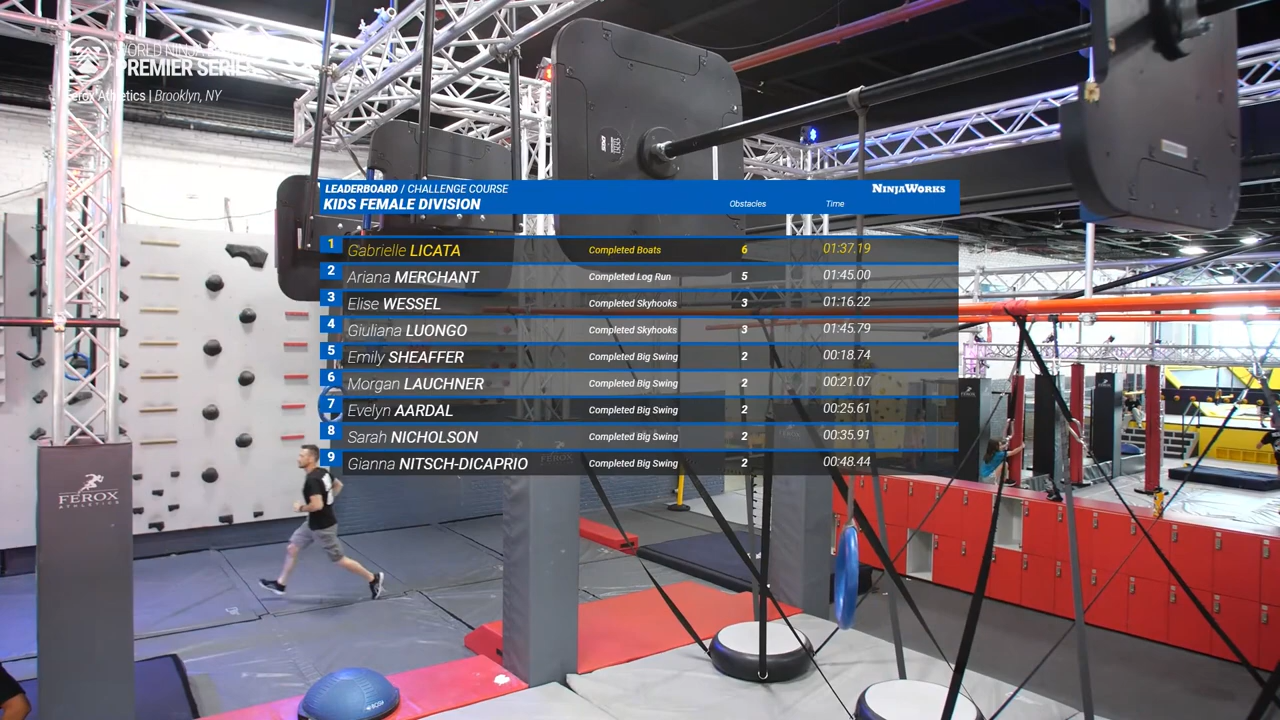 WORLD NINJA
PREMIER SERIES
Ferox Athletics | Brooklyn, NY
LEADERBOARD / CHALLENGE COURSE
KIDS FEMALE DIVISION
NINJAWORKS
Obstacles Time
1 Gabrielle LICATA Completed Boats 6 01:37.19
2 Ariana MERCHANT Completed Log Run 5 01:45.00
3 Elise WESSEL Completed Skyhooks 3 01:16.22
4 Giuliana LUONGO Completed Skyhooks 3 01:45.79
5 Emily SHEAFFER Completed Big Swing 2 00:18.74
6 Morgan LAUCHNER Completed Big Swing 2 00:21.07
7 Evelyn AARDAL Completed Big Swing 2 00:25.61
8 Sarah NICHOLSON Completed Big Swing 2 00:35.91
9 Gianna NITSCH-DICAPRIO Completed Big Swing 2 00:48.44
FEROX
ATHLETICS
FEROX
BOSU